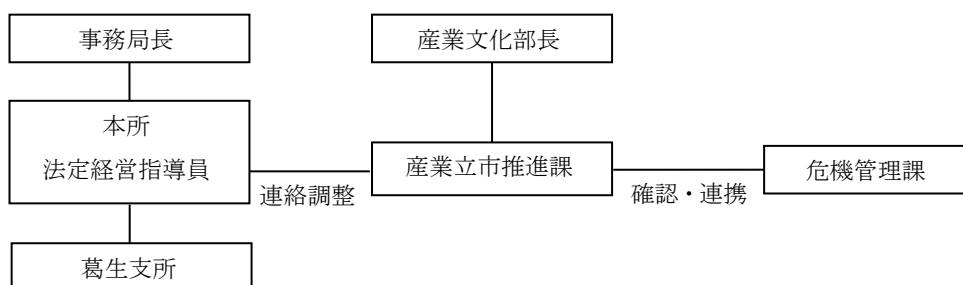 事務局長
産業文化部長
本所
法定経営指導員
産業立市推進課
危機管理課
連絡調整
確認・連携
葛生支所